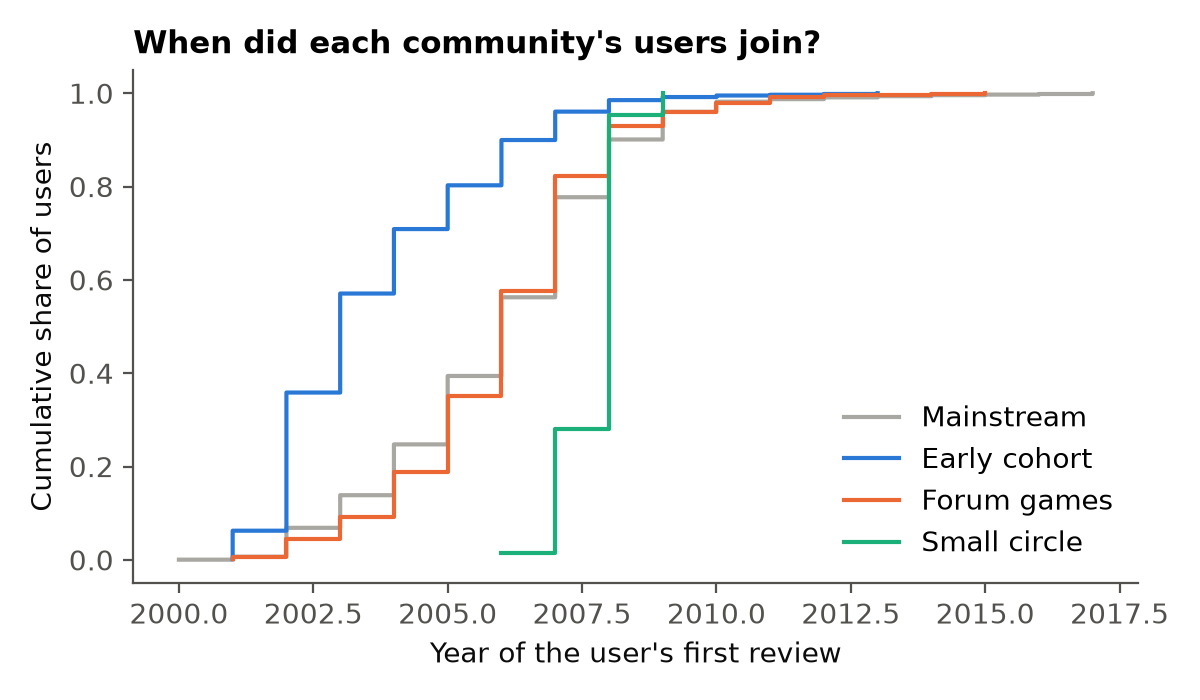 When did each community's users join?
Cumulative share of users
1.0
0.8
0.6
0.4
0.2
0.0
Mainstream
Early cohort
Forum games
Small circle
2000.0 2002.5 2005.0 2007.5 2010.0 2012.5 2015.0 2017.5
Year of the user's first review